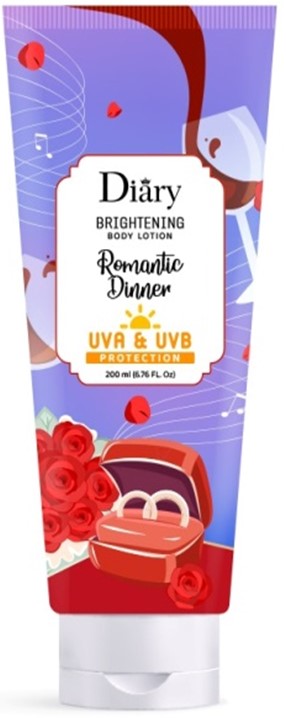 Diary
BRIGHTENING
BODY LOTION
Romantic
Dinner
UVA & UVB
PROTECTION
200 ml (6.76 FL. Oz)